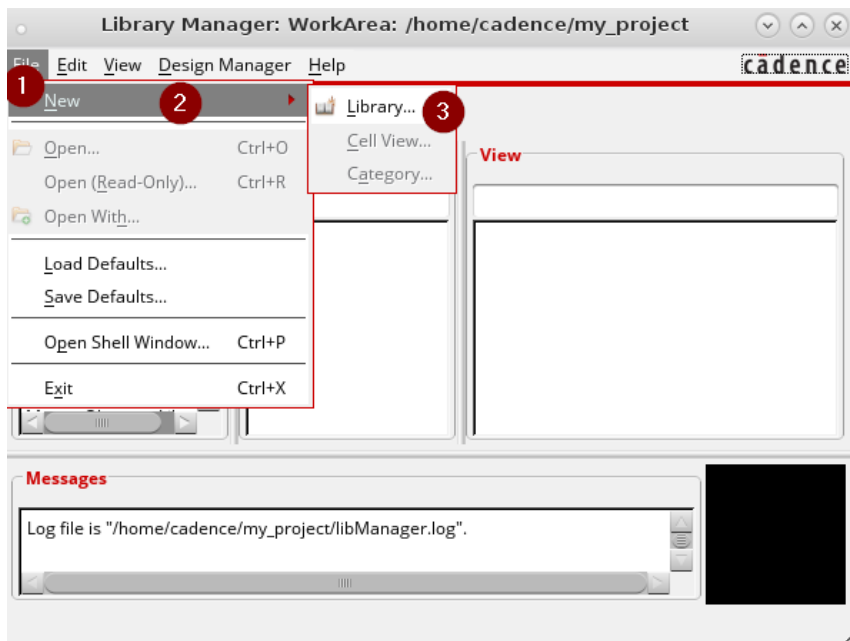 Library Manager: WorkArea: /home/cadence/my_project
File Edit View Design Manager Help
cādence
1
New 2
Library... 3
Open... Ctrl+O
Cell View...
View
Open (Read-Only)... Ctrl+R
Category...
Open With...
Load Defaults...
Save Defaults...
Open Shell Window... Ctrl+P
Exit Ctrl+X
Messages
Log file is "/home/cadence/my_project/libManager.log".